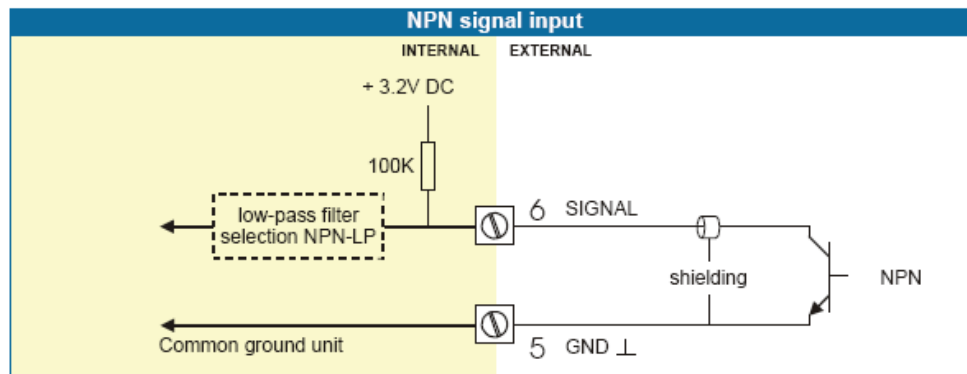 NPN signal input
INTERNAL EXTERNAL
+ 3.2V DC
100K
low-pass filter
selection NPN-LP
6 SIGNAL
shielding
NPN
Common ground unit
5 GND ⊥